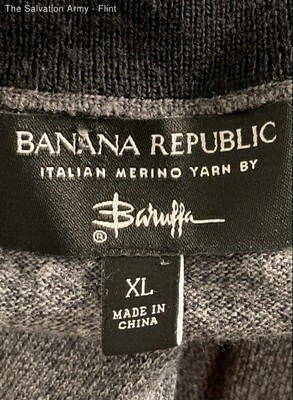 The Salvation Army - Flint
BANANA REPUBLIC
ITALIAN MERINO YARN BY
Baruffa
®
XL
MADE IN
CHINA